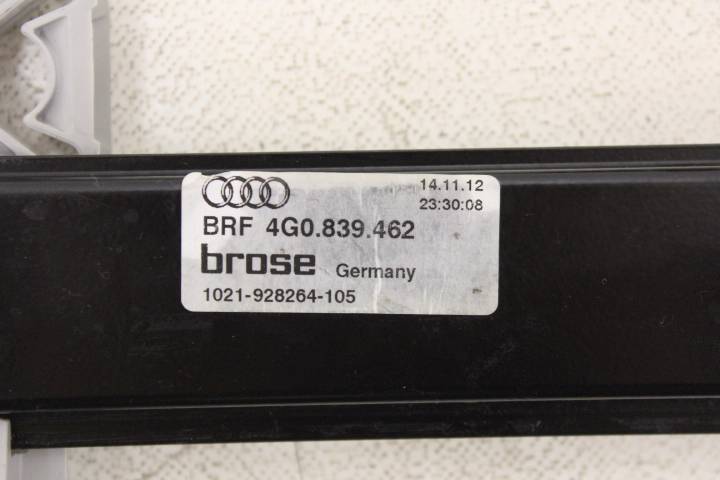 14.11.12
23:30:08
BRF 4G0.839.462
brose Germany
1021-928264-105